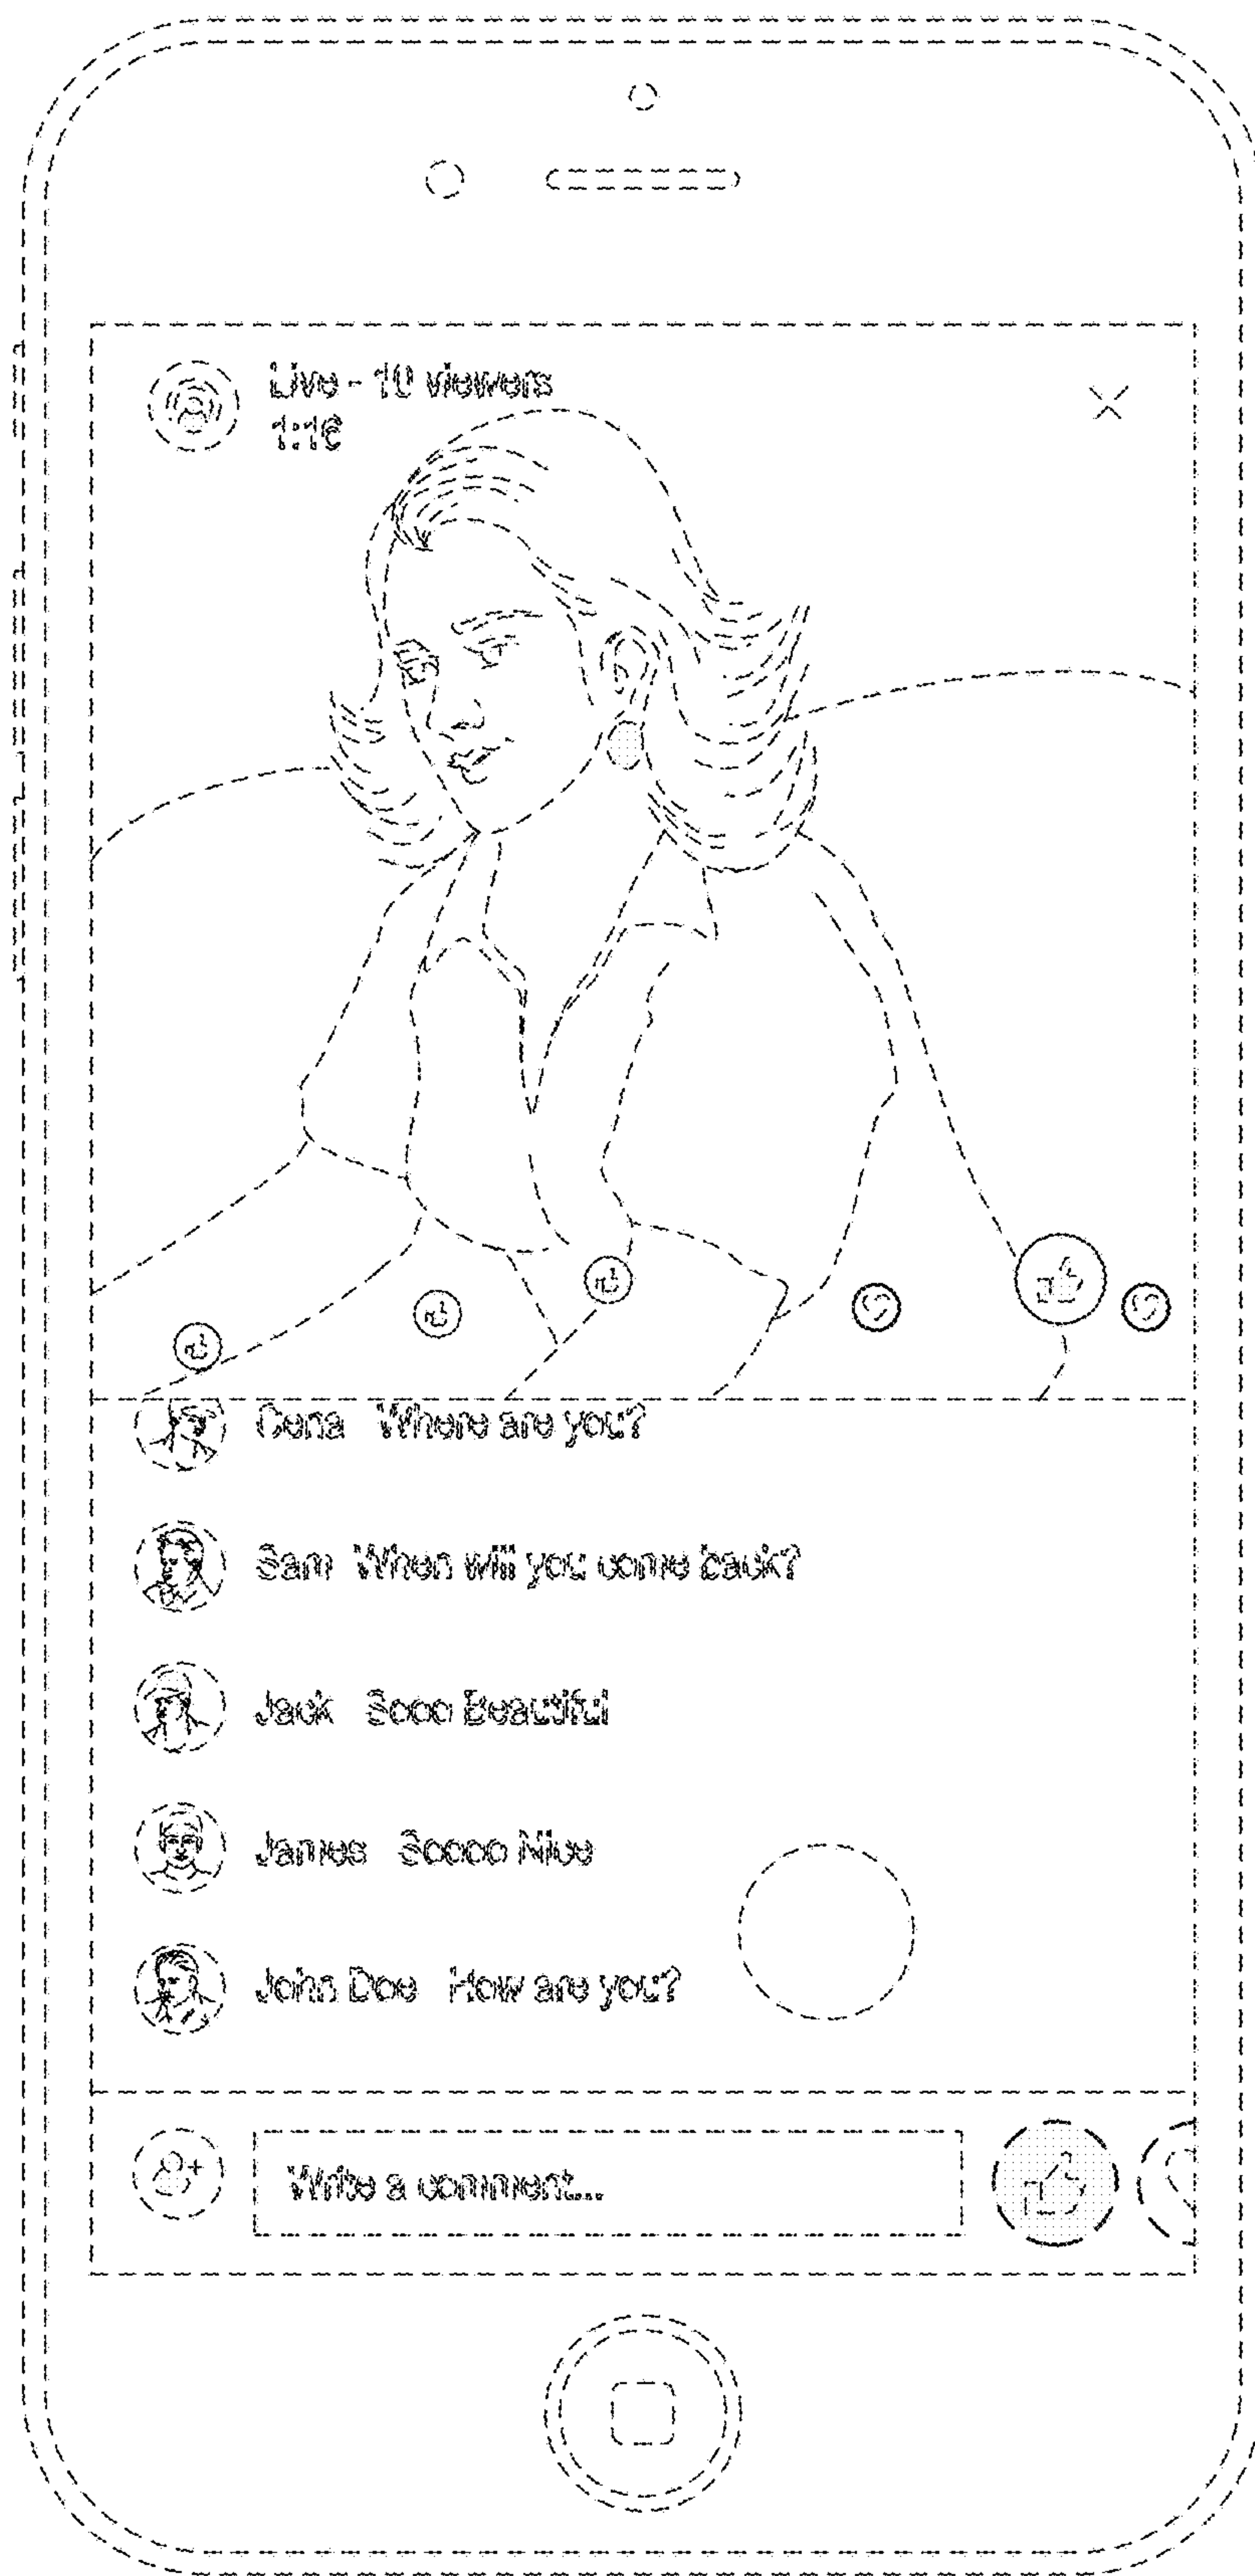 Live - 10 viewers
1:16
Cena Where are you?
Sam When will you come back?
Jack Sooo Beautiful
James Soooo Nice
John Doe How are you?
Write a comment...